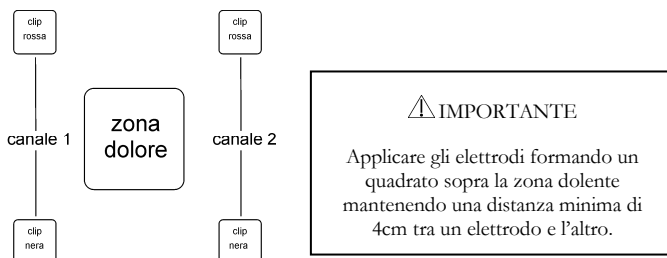 clip
rossa
clip
rossa
canale 1
zona
dolore
canale 2
clip
nera
clip
nera
⚠ IMPORTANTE
Applicare gli elettrodi formando un
quadrato sopra la zona dolente
mantenendo una distanza minima di
4cm tra un elettrodo e l'altro.